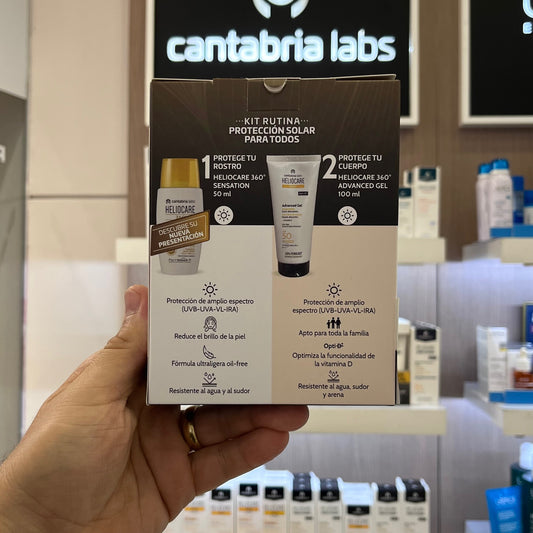 cantabria labs
KIT RUTINA
PROTECCIÓN SOLAR
PARA TODOS
1
PROTEGE TU
ROSTRO
HELIOCARE 360°
SENSATION
50 ml
2
PROTEGE TU
CUERPO
HELIOCARE 360°
ADVANCED GEL
100 ml
HELIOCARE
DESCUBRE SU
NUEVA
PRESENTACIÓN
HELIOCARE
Advanced Gel
50
Protección de amplio
espectro
(UVB-UVA-VL-IRA)
Reduce el brillo de la piel
Fórmula ultraligera oil-free
Resistente al agua y al sudor
Protección de amplio espectro
(UVB-UVA-VL-IRA)
Apto para toda la familia
Opti-D²
Optimiza la funcionalidad de
la vitamina D
Resistente al agua, sudor
y arena